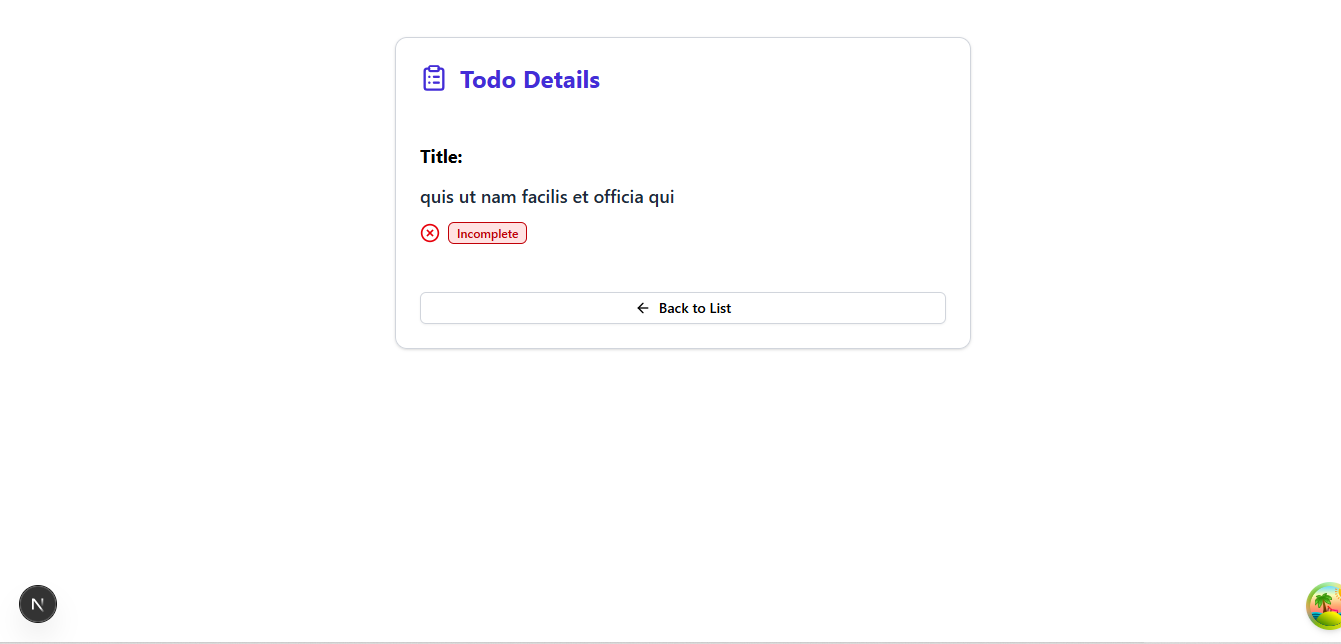 Todo Details
Title:
quis ut nam facilis et officia qui
Incomplete
Back to List
N